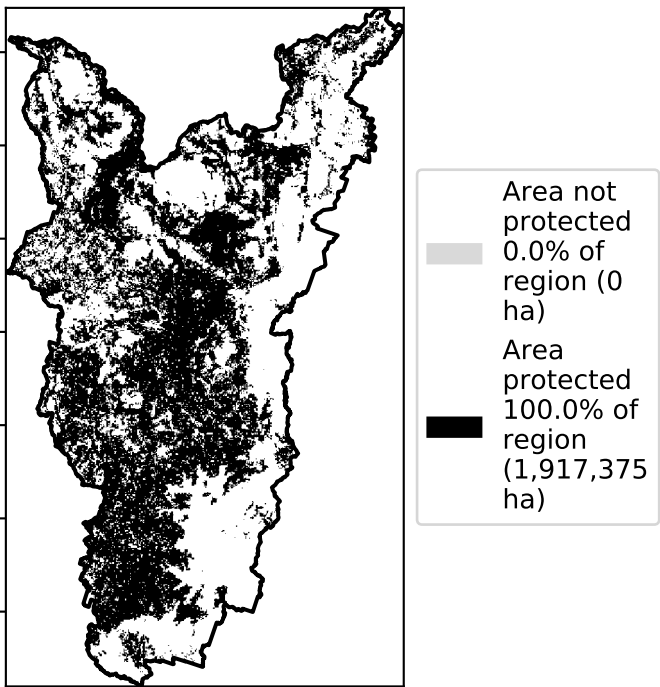 Area not
protected
0.0% of
region (0
ha)
Area
protected
100.0% of
region
(1,917,375
ha)